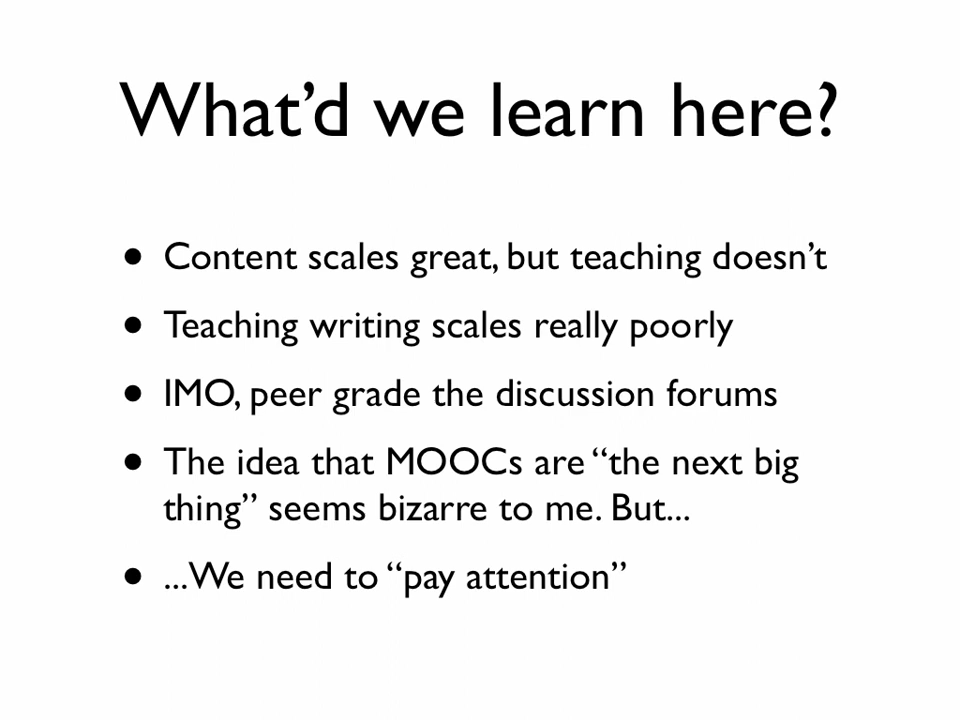 What’d we learn here?
• Content scales great, but teaching doesn’t
• Teaching writing scales really poorly
• IMO, peer grade the discussion forums
• The idea that MOOCs are “the next big
thing” seems bizarre to me. But...
• ...We need to “pay attention”